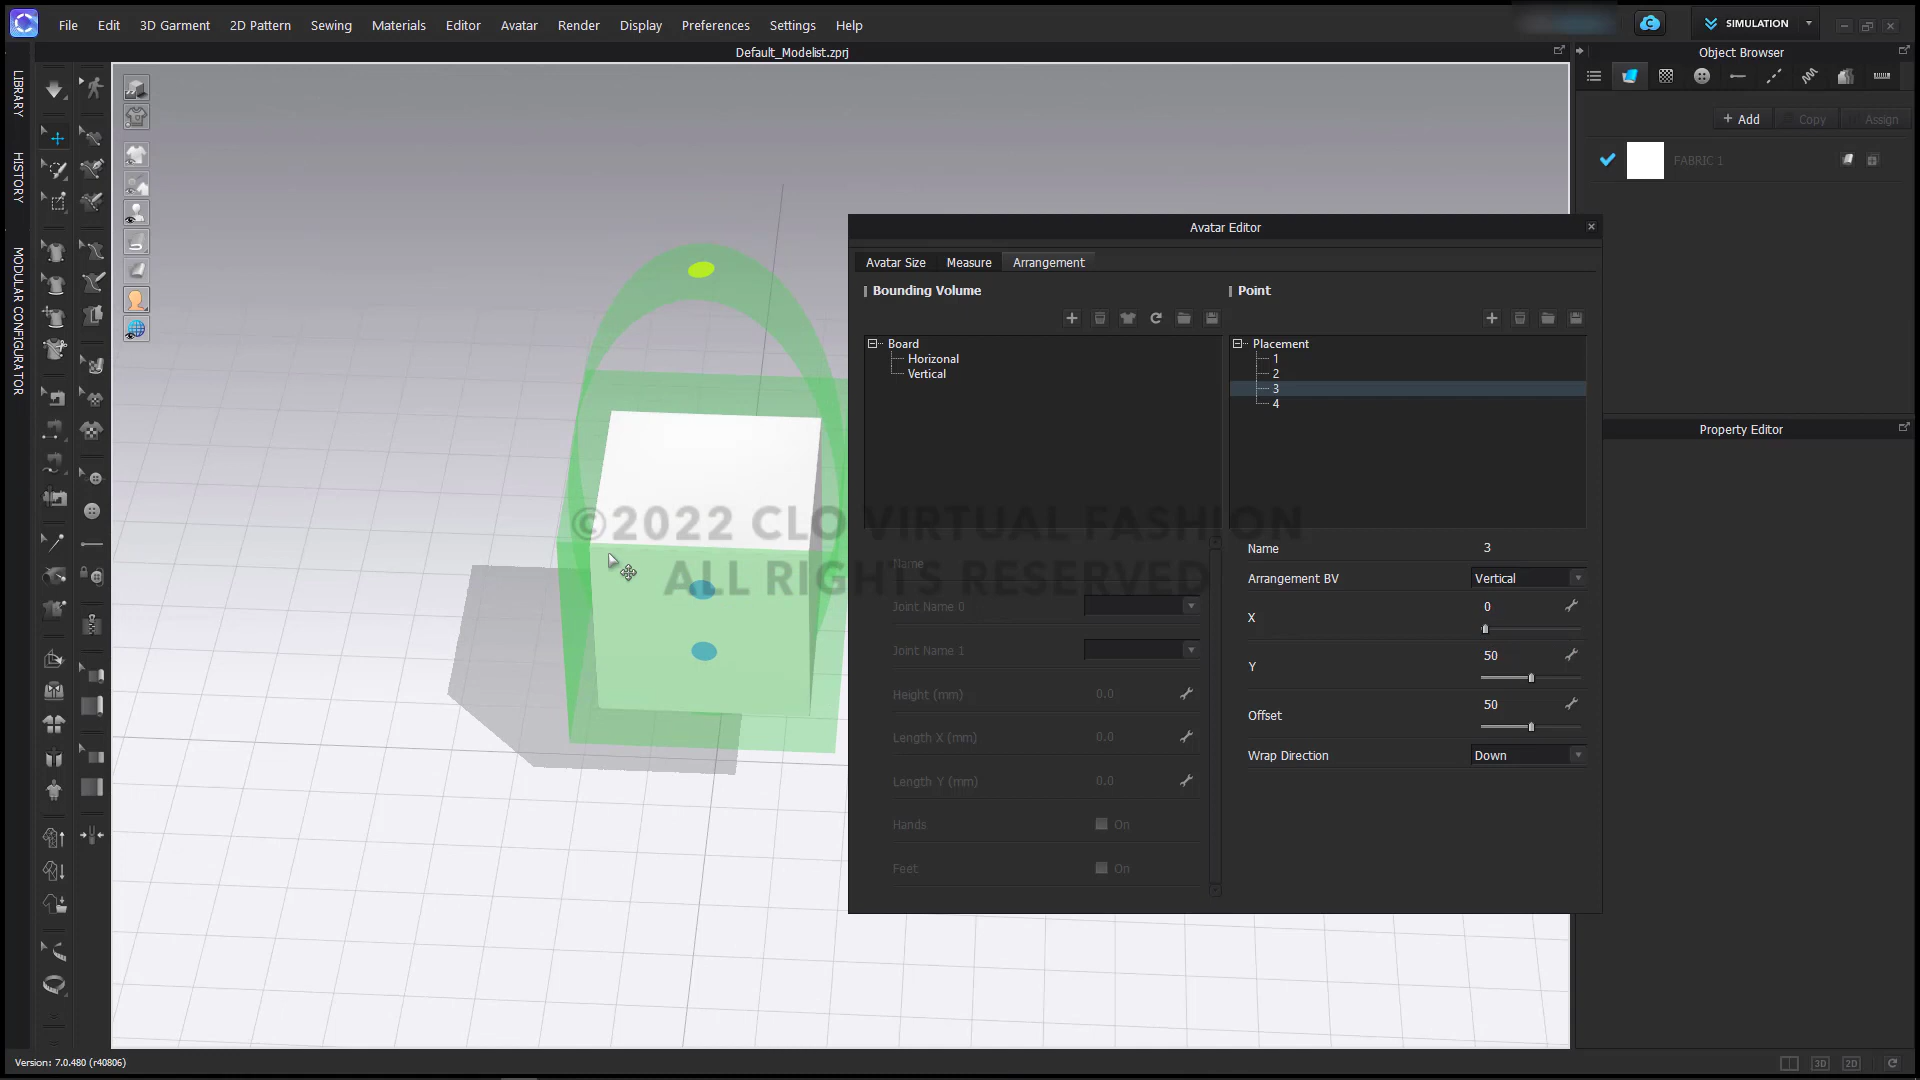 File Edit 3D Garment 2D Pattern Sewing Materials Editor Avatar Render Display Preferences Settings Help
SIMULATION
Default_Modelist.zprj
Object Browser
LIBRARY
HISTORY
MODULAR CONFIGURATOR
+ Add Copy Assign
FABRIC 1
Avatar Editor
Avatar Size Measure Arrangement
Bounding Volume
Point
Board
Horizonal
Vertical
Placement
1
2
3
4
Property Editor
©2022 CLO VIRTUAL FASHION
ALL RIGHTS RESERVED
Name
Joint Name 0
Joint Name 1
Height (mm) 0.0
Length X (mm) 0.0
Length Y (mm) 0.0
Hands On
Feet On
Name 3
Arrangement BV Vertical
X 0
Y 50
Offset 50
Wrap Direction Down
Version: 7.0.480 (r40806)
3D 2D